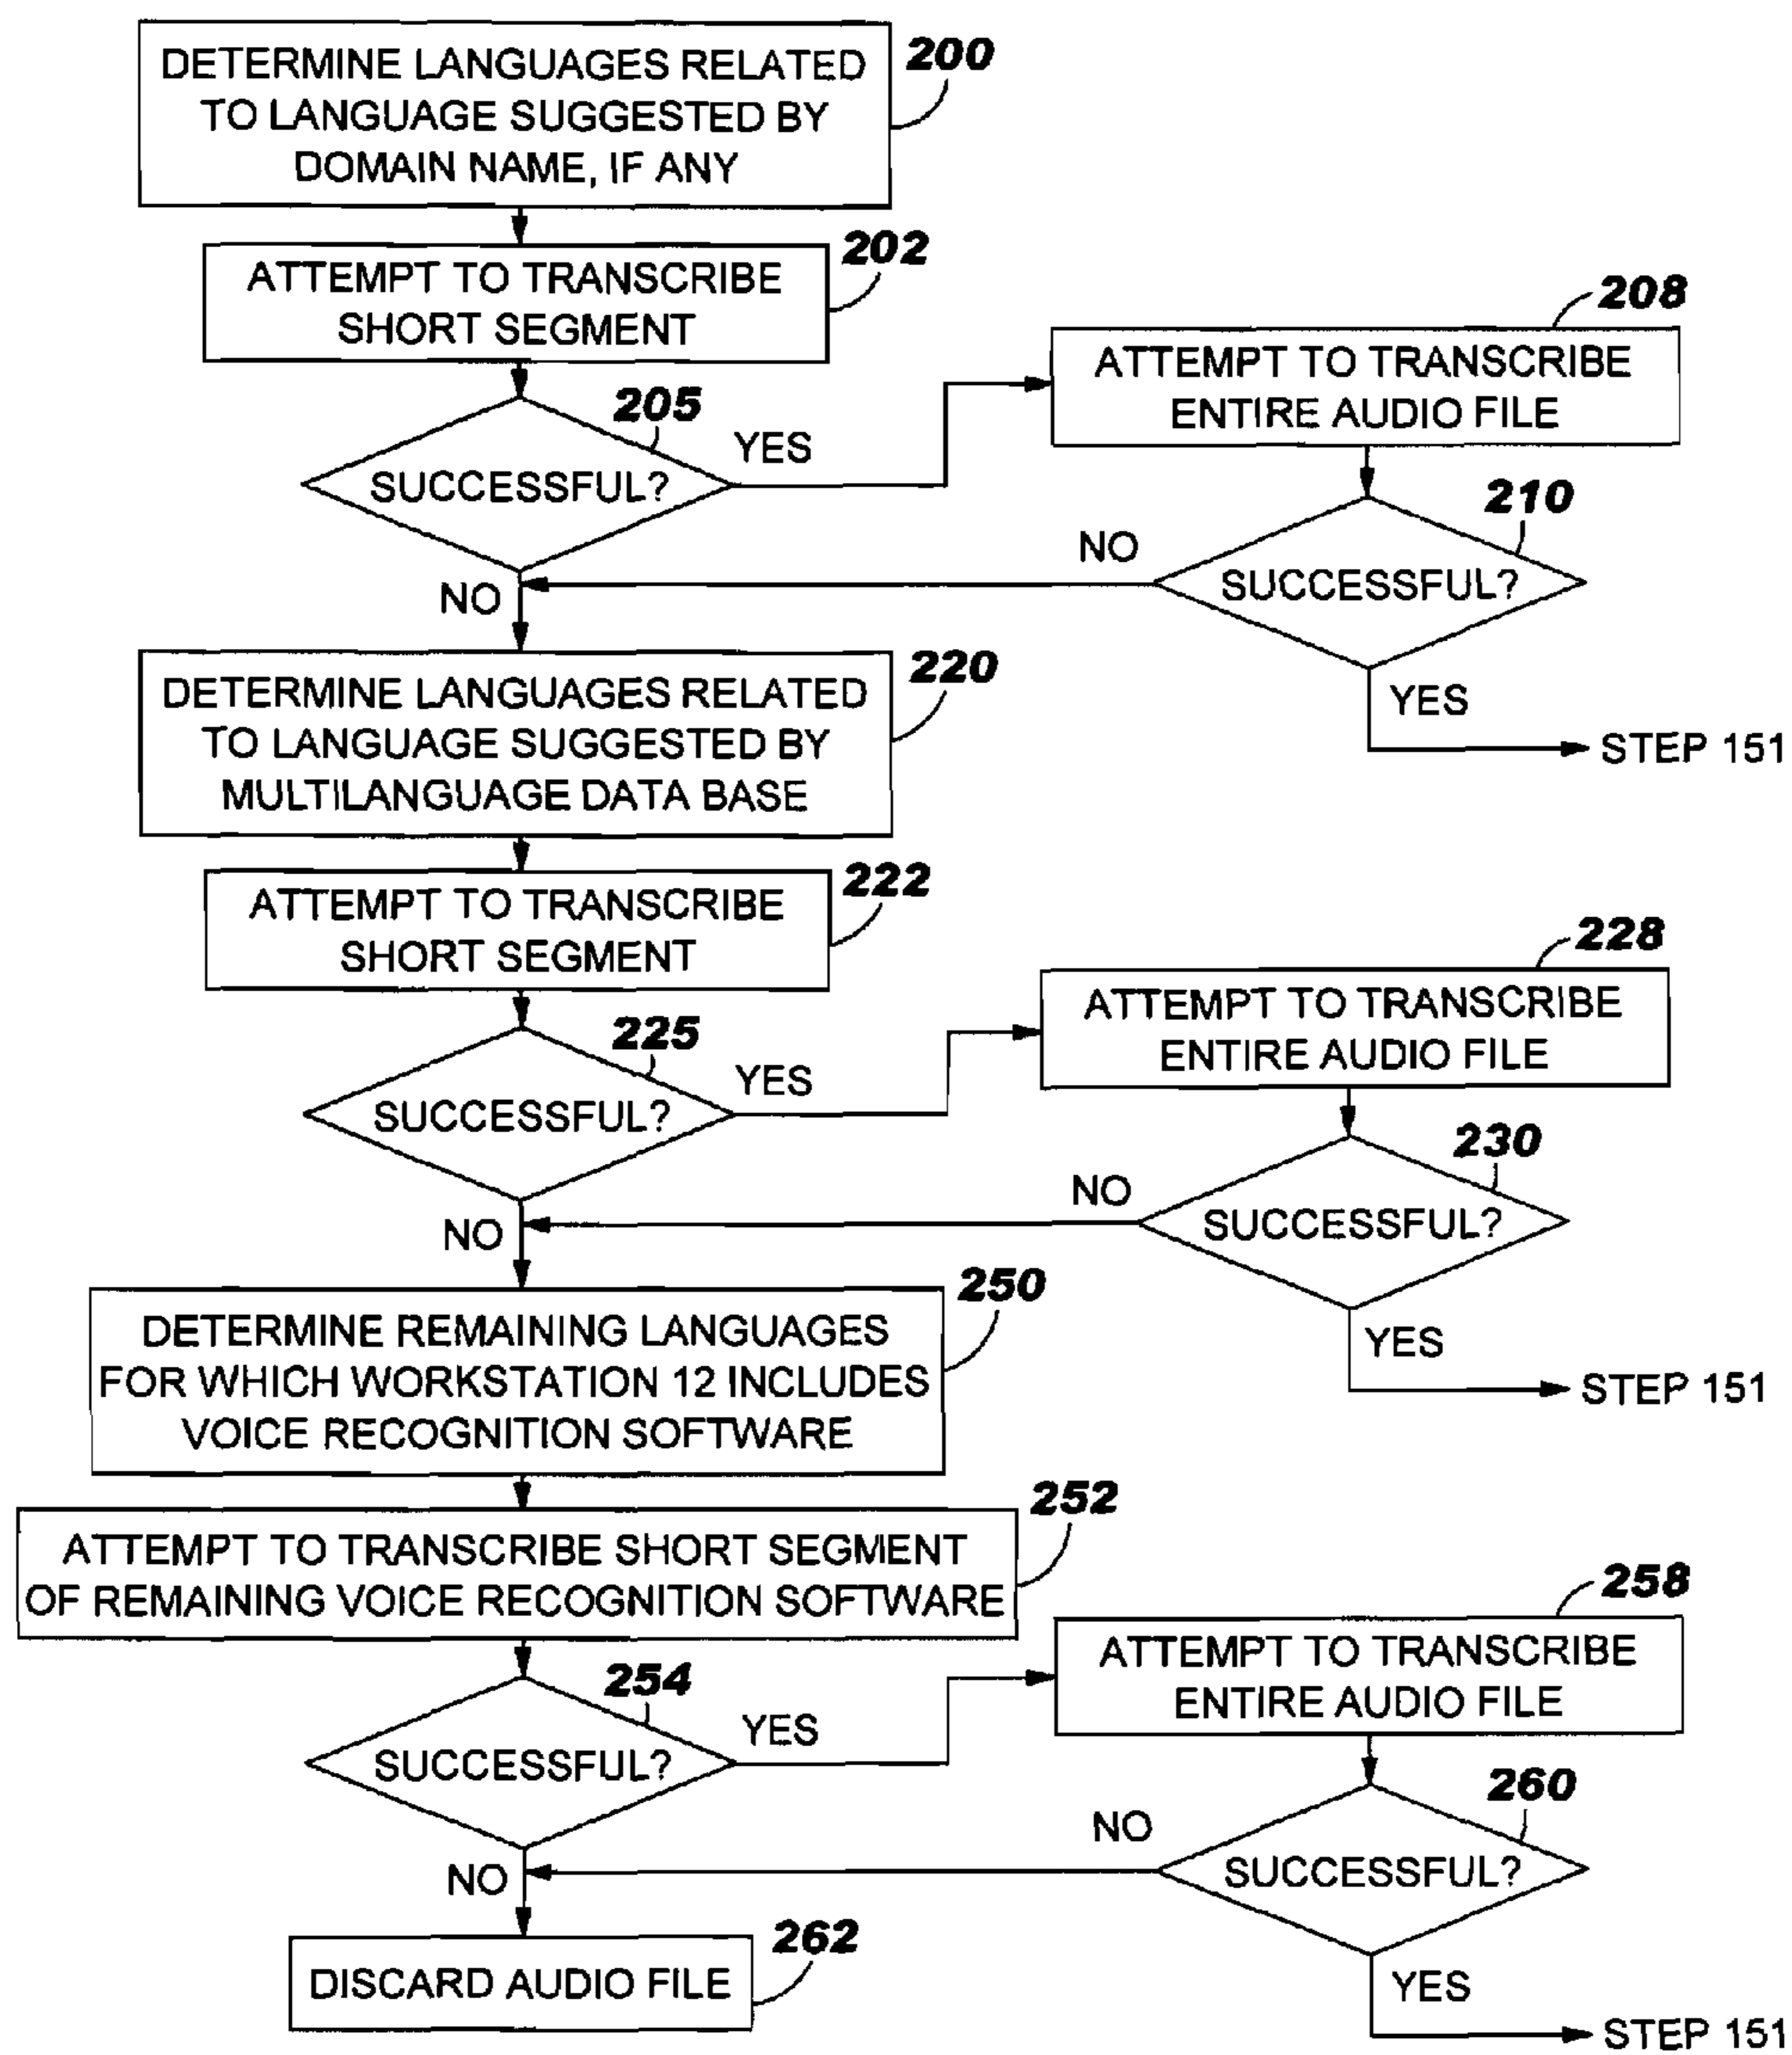 DETERMINE LANGUAGES RELATED
TO LANGUAGE SUGGESTED BY
DOMAIN NAME, IF ANY
200
ATTEMPT TO TRANSCRIBE
SHORT SEGMENT
202
SUCCESSFUL?
205
YES
NO
ATTEMPT TO TRANSCRIBE
ENTIRE AUDIO FILE
208
SUCCESSFUL?
210
NO
YES
STEP 151
DETERMINE LANGUAGES RELATED
TO LANGUAGE SUGGESTED BY
MULTILANGUAGE DATA BASE
220
ATTEMPT TO TRANSCRIBE
SHORT SEGMENT
222
SUCCESSFUL?
225
YES
NO
ATTEMPT TO TRANSCRIBE
ENTIRE AUDIO FILE
228
SUCCESSFUL?
230
NO
YES
STEP 151
DETERMINE REMAINING LANGUAGES
FOR WHICH WORKSTATION 12 INCLUDES
VOICE RECOGNITION SOFTWARE
250
ATTEMPT TO TRANSCRIBE SHORT SEGMENT
OF REMAINING VOICE RECOGNITION SOFTWARE
252
SUCCESSFUL?
254
YES
NO
ATTEMPT TO TRANSCRIBE
ENTIRE AUDIO FILE
258
SUCCESSFUL?
260
NO
YES
STEP 151
DISCARD AUDIO FILE
262